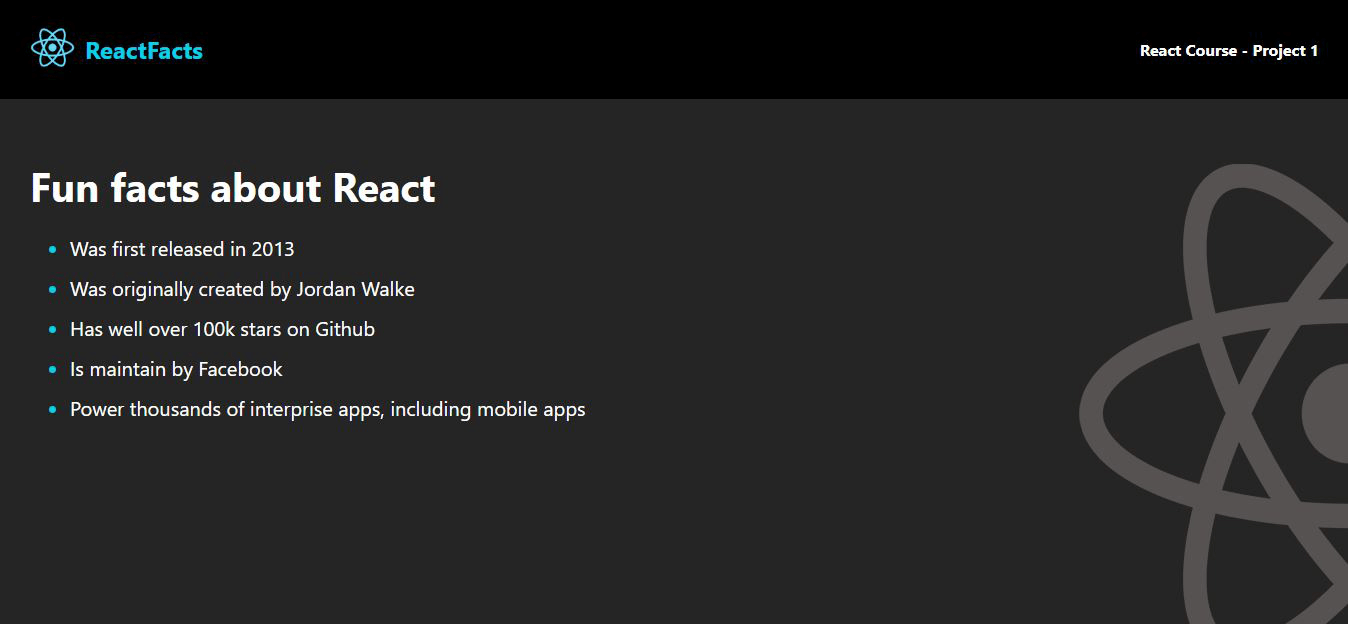 ReactFacts
React Course - Project 1
Fun facts about React
Was first released in 2013
Was originally created by Jordan Walke
Has well over 100k stars on Github
Is maintain by Facebook
Power thousands of interprise apps, including mobile apps